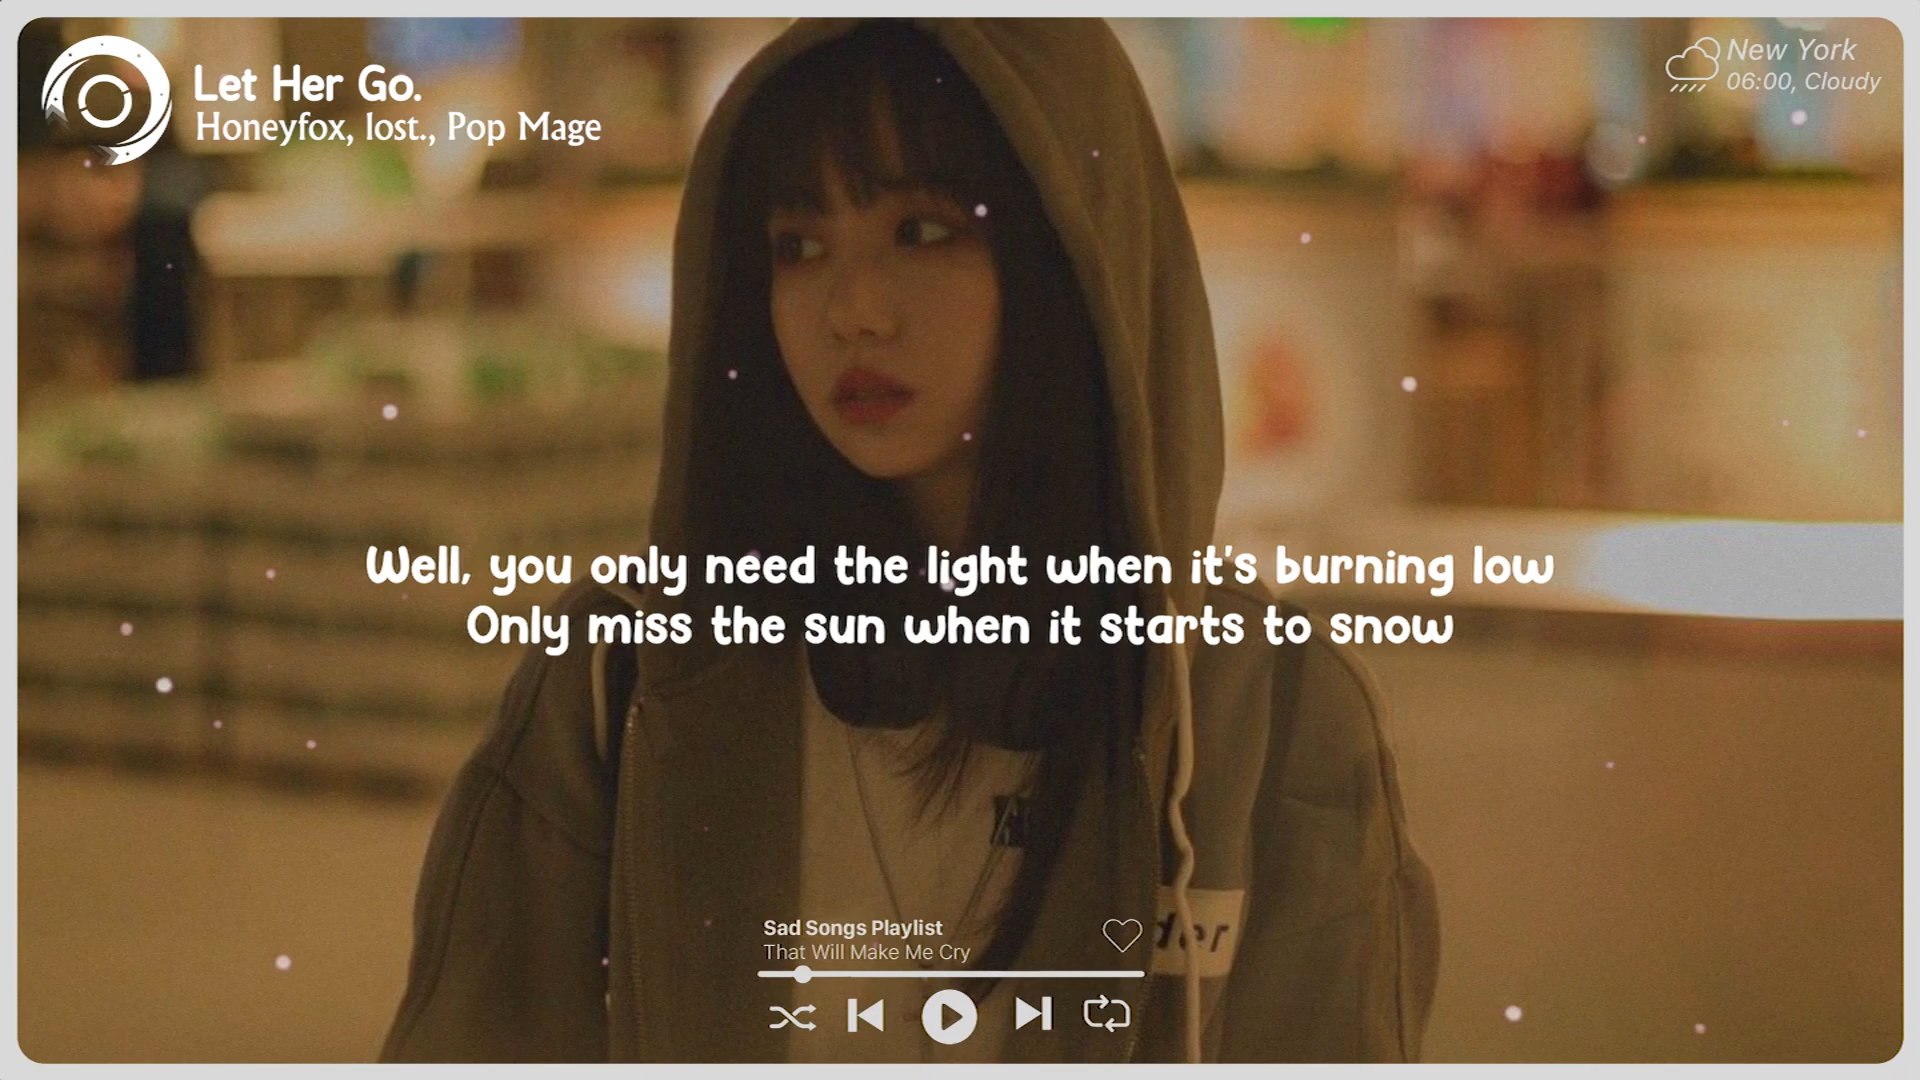 Let Her Go.
Honeyfox, lost., Pop Mage
New York
06:00, Cloudy
Well, you only need the light when it's burning low
Only miss the sun when it starts to snow
der
Sad Songs Playlist
That Will Make Me Cry